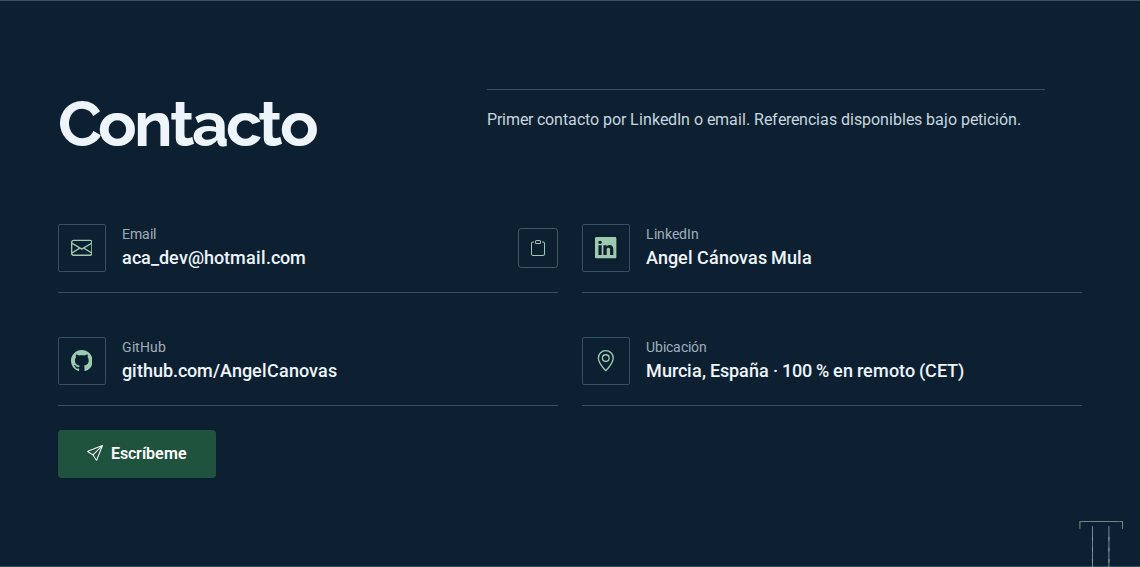 Contacto
Primer contacto por LinkedIn o email. Referencias disponibles bajo petición.
Email
aca_dev@hotmail.com
LinkedIn
Angel Cánovas Mula
GitHub
github.com/AngelCanovas
Ubicación
Murcia, España · 100 % en remoto (CET)
Escríbeme